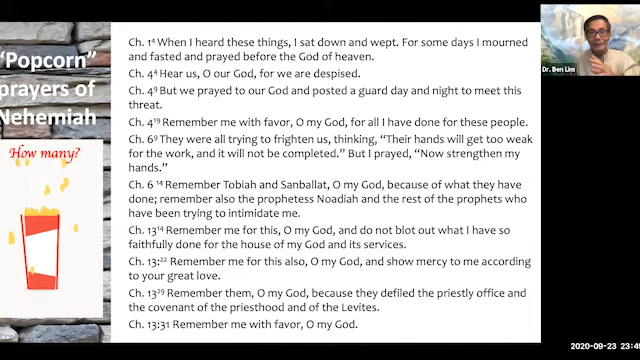 "Popcorn"
prayers of
Nehemiah
How many?
Ch. 1⁴ When I heard these things, I sat down and wept. For some days I mourned
and fasted and prayed before the God of heaven.
Ch. 4⁴ Hear us, O our God, for we are despised.
Ch. 4⁹ But we prayed to our God and posted a guard day and night to meet this
threat.
Ch. 4¹⁹ Remember me with favor, O my God, for all I have done for these people.
Ch. 6⁹ They were all trying to frighten us, thinking, "Their hands will get too weak
for the work, and it will not be completed." But I prayed, "Now strengthen my
hands."
Ch. 6 ¹⁴ Remember Tobiah and Sanballat, O my God, because of what they have
done; remember also the prophetess Noadiah and the rest of the prophets who
have been trying to intimidate me.
Ch. 13¹⁴ Remember me for this, O my God, and do not blot out what I have so
faithfully done for the house of my God and its services.
Ch. 13:²² Remember me for this also, O my God, and show mercy to me according
to your great love.
Ch. 13²⁹ Remember them, O my God, because they defiled the priestly office and
the covenant of the priesthood and of the Levites.
Ch. 13:31 Remember me with favor, O my God.
Dr. Ben Lim
2020-09-23 23:4